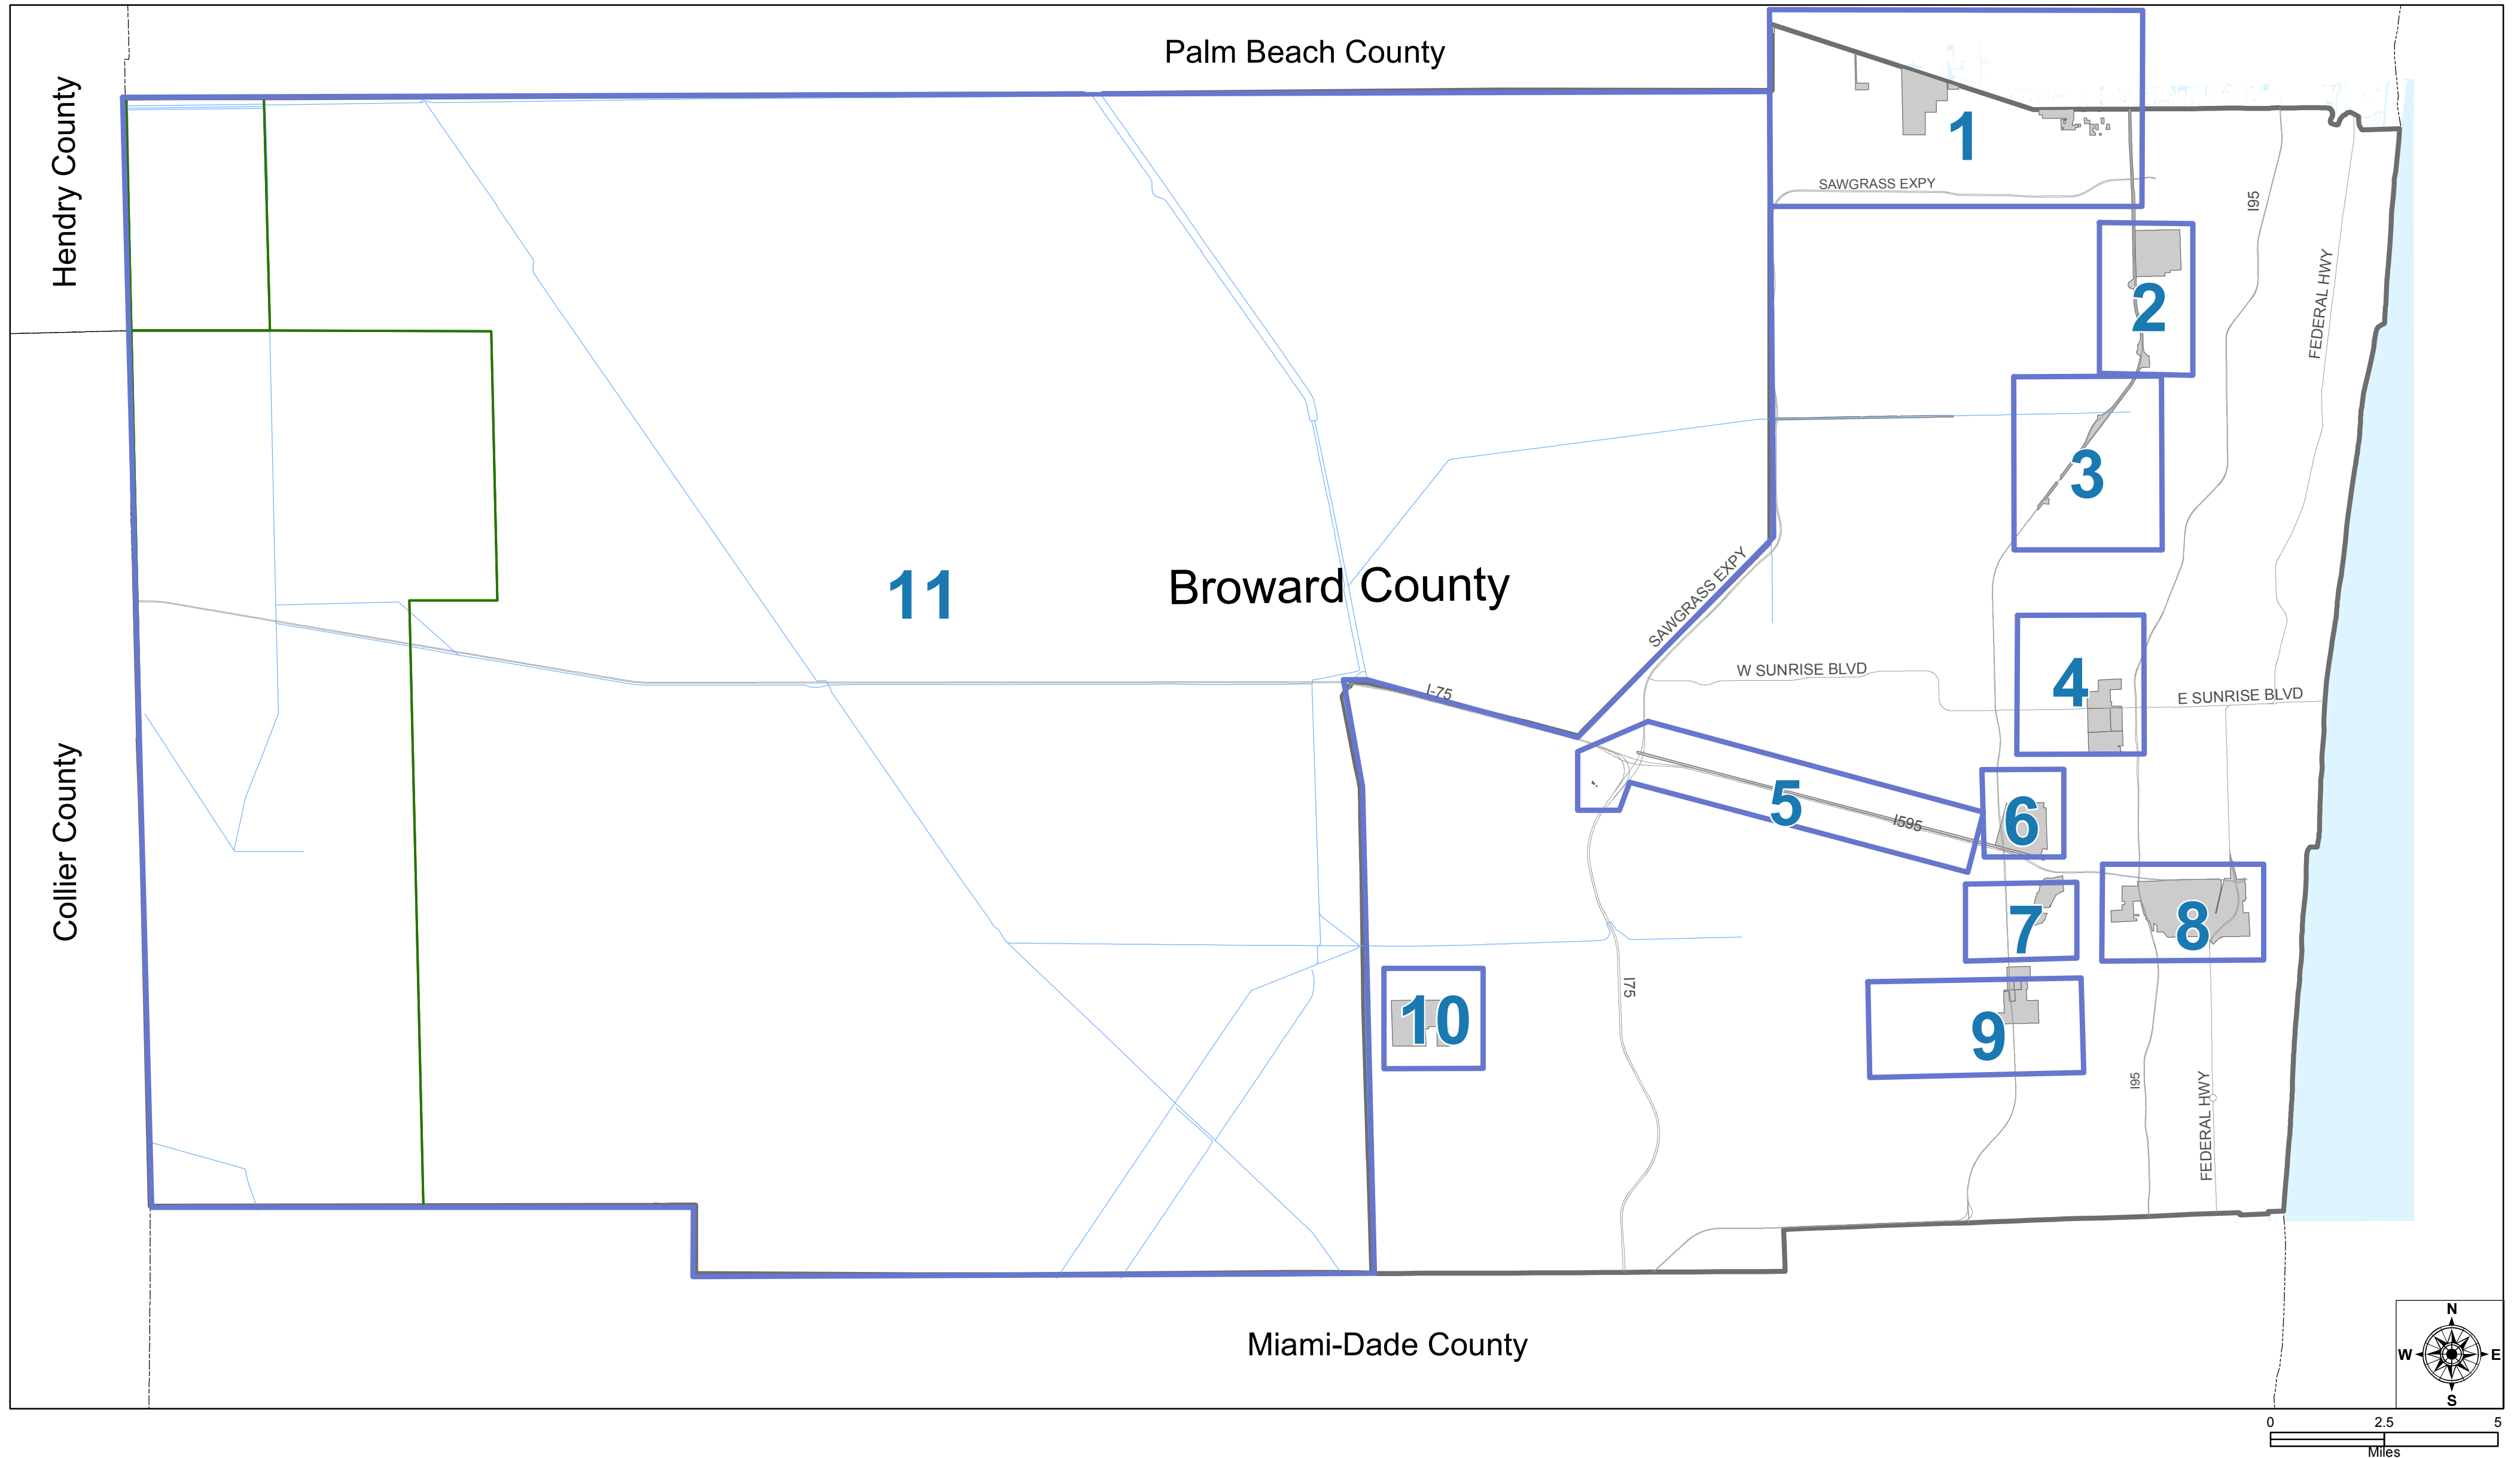 Palm Beach County
Hendry County
1
SAWGRASS EXPY
I95
FEDERAL HWY
2
3
11
Broward County
SAWGRASS EXPY
W SUNRISE BLVD
4
E SUNRISE BLVD
I-75
5
I595
6
Collier County
7
8
I75
10
9
I95
FEDERAL HWY
Miami-Dade County
N
W
E
S
0
2.5
5
Miles